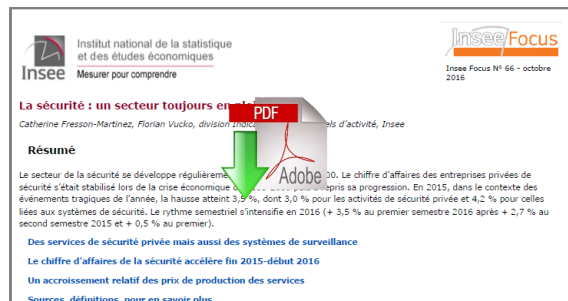 Institut national de la statistique
et des études économiques
Insee Mesurer pour comprendre
Insee Focus
Insee Focus N° 66 - octobre
2016
La sécurité : un secteur toujours en
PDF
Catherine Fresson-Martinez, Florian Vucko, division d'activité, Insee
Adobe
Résumé
Le secteur de la sécurité se développe régulièrement Le chiffre d'affaires des entreprises privées de
sécurité s'était stabilisé lors de la crise économique repris sa progression. En 2015, dans le contexte des
événements tragiques de l'année, la hausse atteint 3,5 %, dont 3,0 % pour les activités de sécurité privée et 4,2 % pour celles
liées aux systèmes de sécurité. Le rythme semestriel s'intensifie en 2016 (+ 3,5 % au premier semestre 2016 après + 2,7 % au
second semestre 2015 et + 0,5 % au premier).
Des services de sécurité privée mais aussi des systèmes de surveillance
Le chiffre d'affaires de la sécurité accélère fin 2015-début 2016
Un accroissement relatif des prix de production des services
Sources, définitions, pour en savoir plus